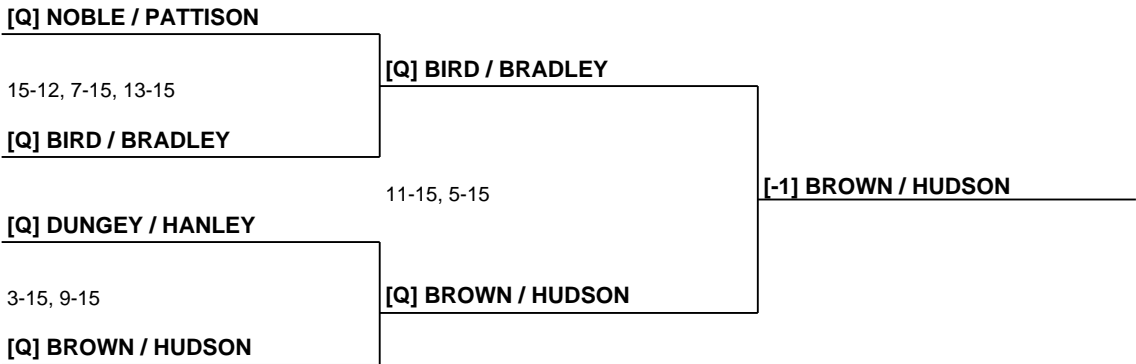 [Q] NOBLE / PATTISON
[Q] BIRD / BRADLEY
15-12, 7-15, 13-15
[Q] BIRD / BRADLEY
[-1] BROWN / HUDSON
11-15, 5-15
[Q] DUNGEY / HANLEY
[Q] BROWN / HUDSON
3-15, 9-15
[Q] BROWN / HUDSON